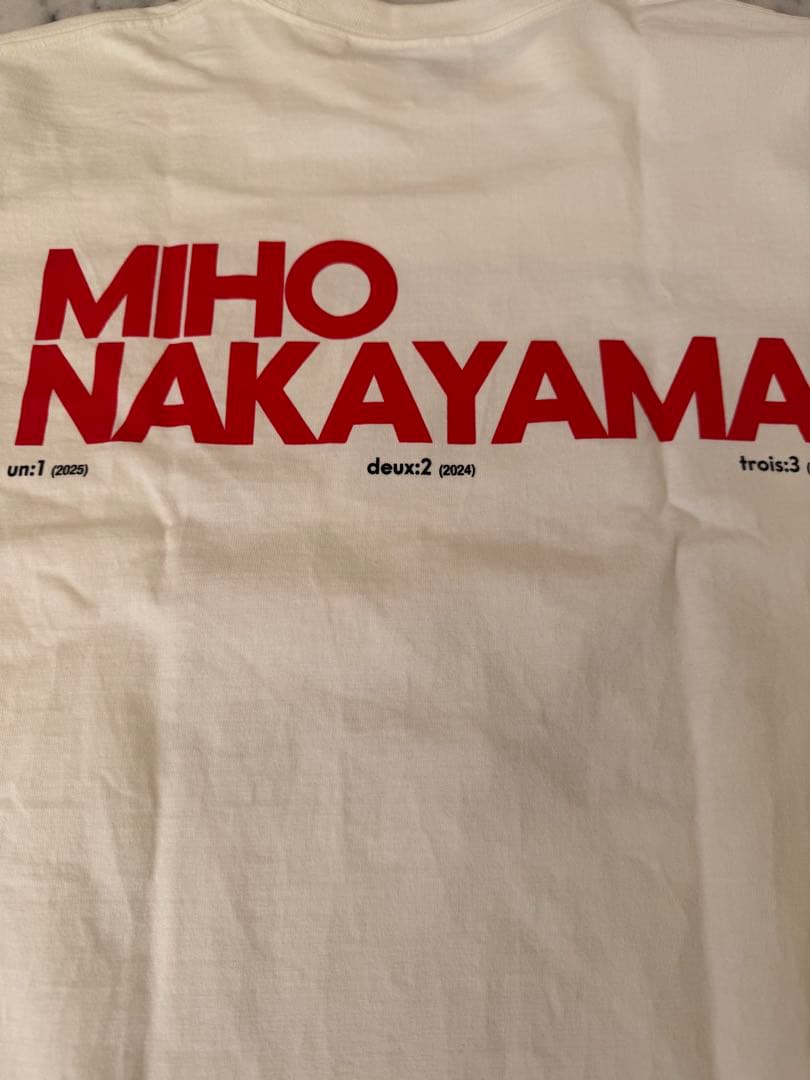 MIHO
NAKAYAMA
un:1 (2025) deux:2 (2024) trois:3 (